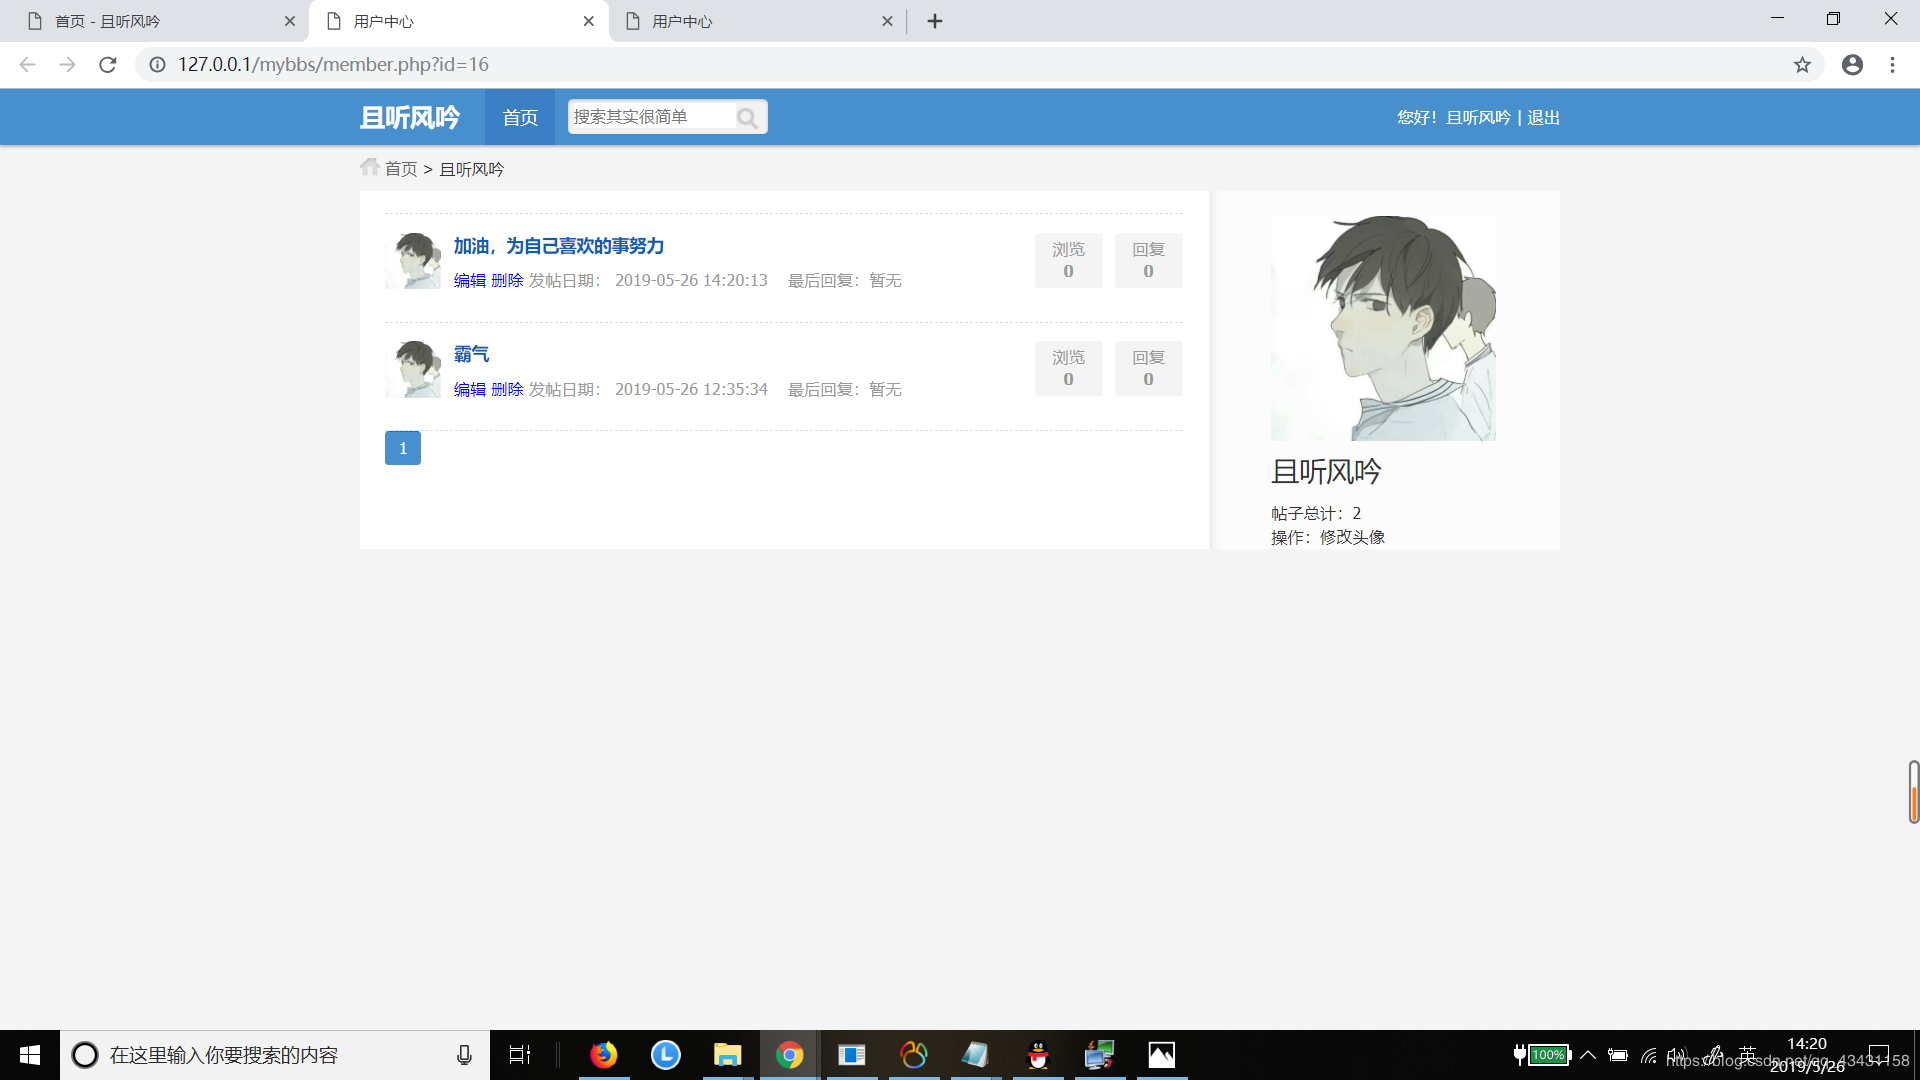 首页 - 且听风吟
用户中心
用户中心
127.0.0.1/mybbs/member.php?id=16
且听风吟
首页
搜索其实很简单
您好！且听风吟 | 退出
首页 > 且听风吟
加油，为自己喜欢的事努力
编辑 删除 发帖日期： 2019-05-26 14:20:13 最后回复：暂无
浏览
0
回复
0
霸气
编辑 删除 发帖日期： 2019-05-26 12:35:34 最后回复：暂无
浏览
0
回复
0
1
且听风吟
帖子总计：2
操作：修改头像
在这里输入你要搜索的内容
100%
英
14:20
2019/5/26
https://blog.csdn.net/qq_43431158